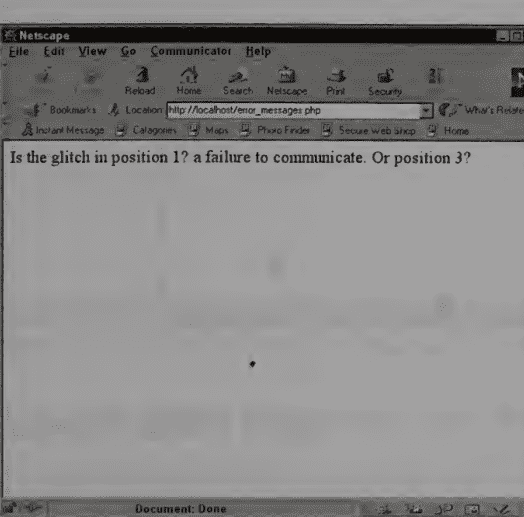 Netscape
File Edit View Go Communicator Help
Reload Home Search Netscape Print Security
Bookmarks Location: http://localhost/error_messages.php What's Relate
Instant Message Catagories Maps Photo Finder Secure Web Shop Home
Is the glitch in position 1? a failure to communicate. Or position 3?
Document: Done